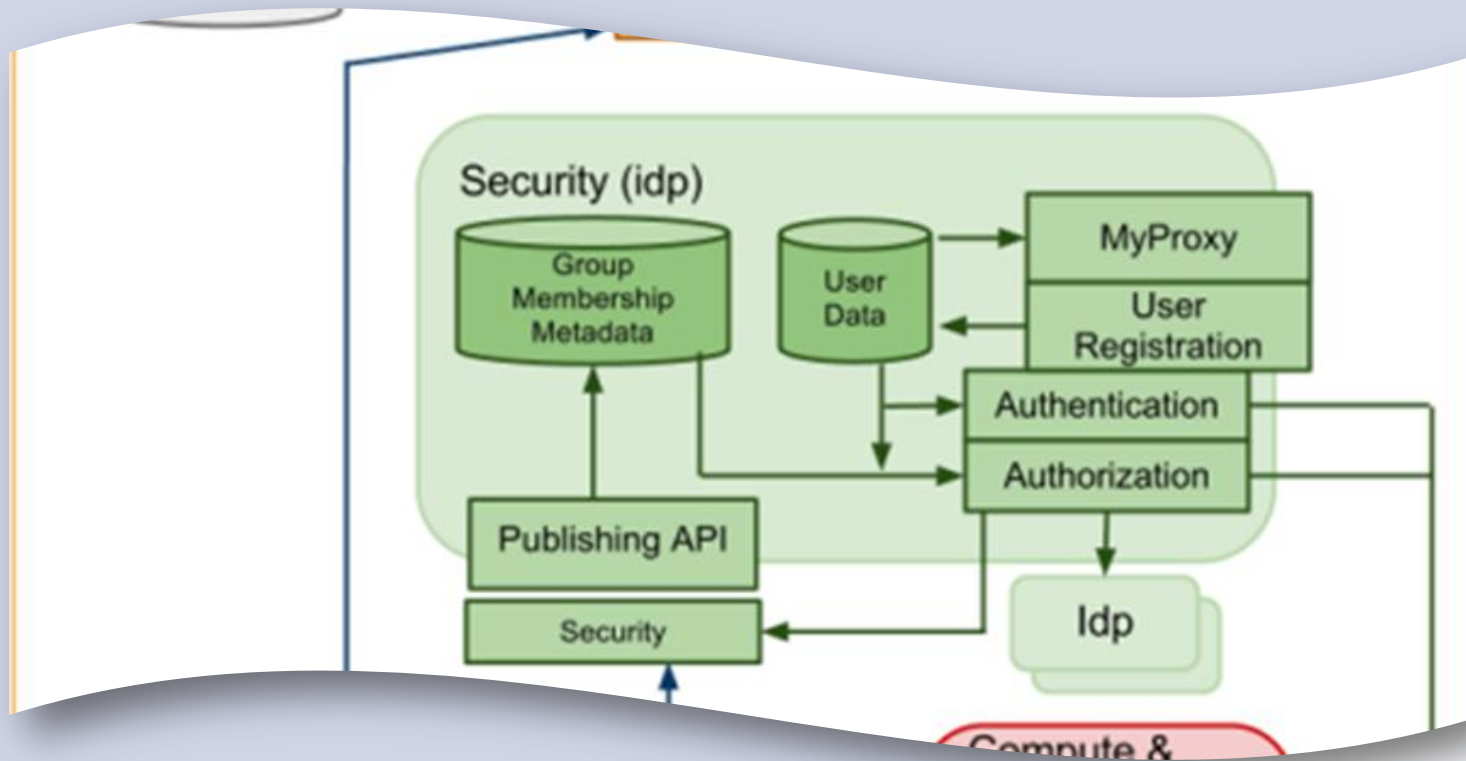 Security (idp)
Group
Membership
Metadata
User
Data
MyProxy
User
Registration
Authentication
Authorization
Publishing API
Security
Idp
Compute &